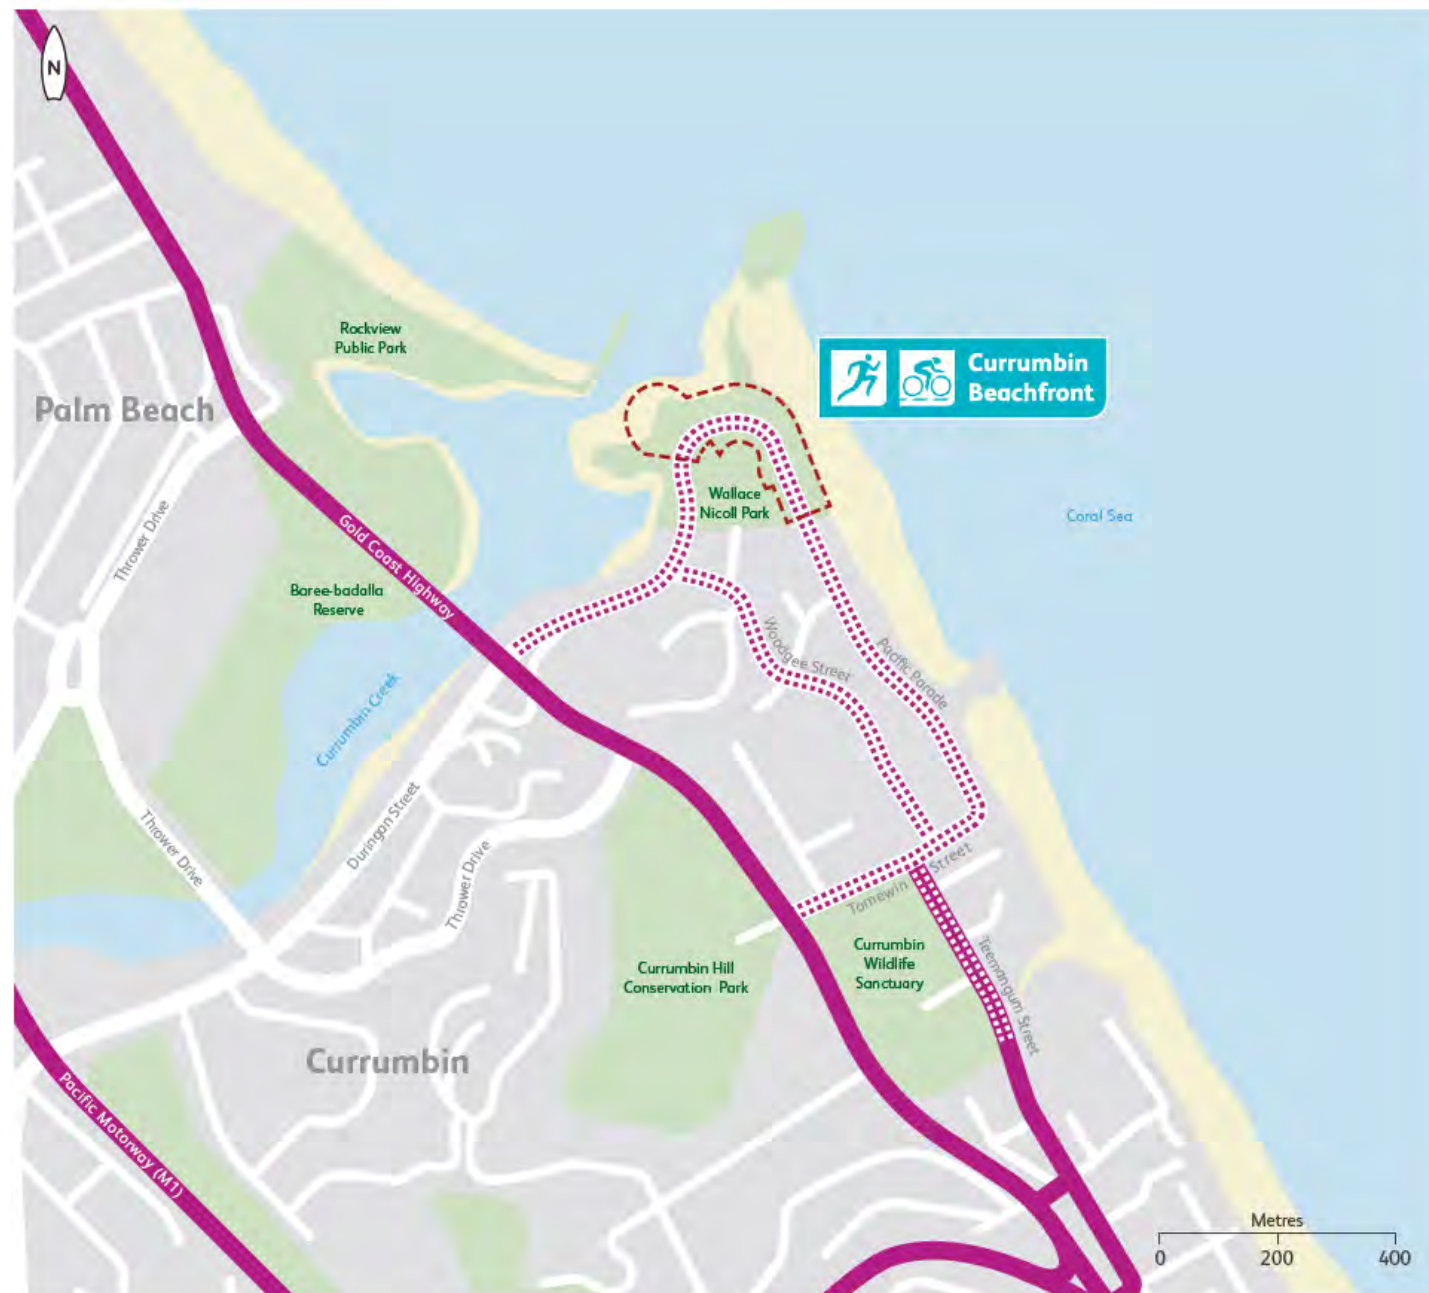 N
Rockview
Public Park
Currumbin
Beachfront
Palm Beach
Wallace
Nicoll Park
Coral Sea
Thrower Drive
Gold Coast Highway
Baree-badalla
Reserve
Woodgee Street
Pacific Parade
Currumbin Creek
Duringan Street
Thrower Drive
Thrower Drive
Tomewin Street
Currumbin
Wildlife
Sanctuary
Teemangum Street
Currumbin Hill
Conservation Park
Currumbin
Pacific Motorway (M1)
Metres
0 200 400